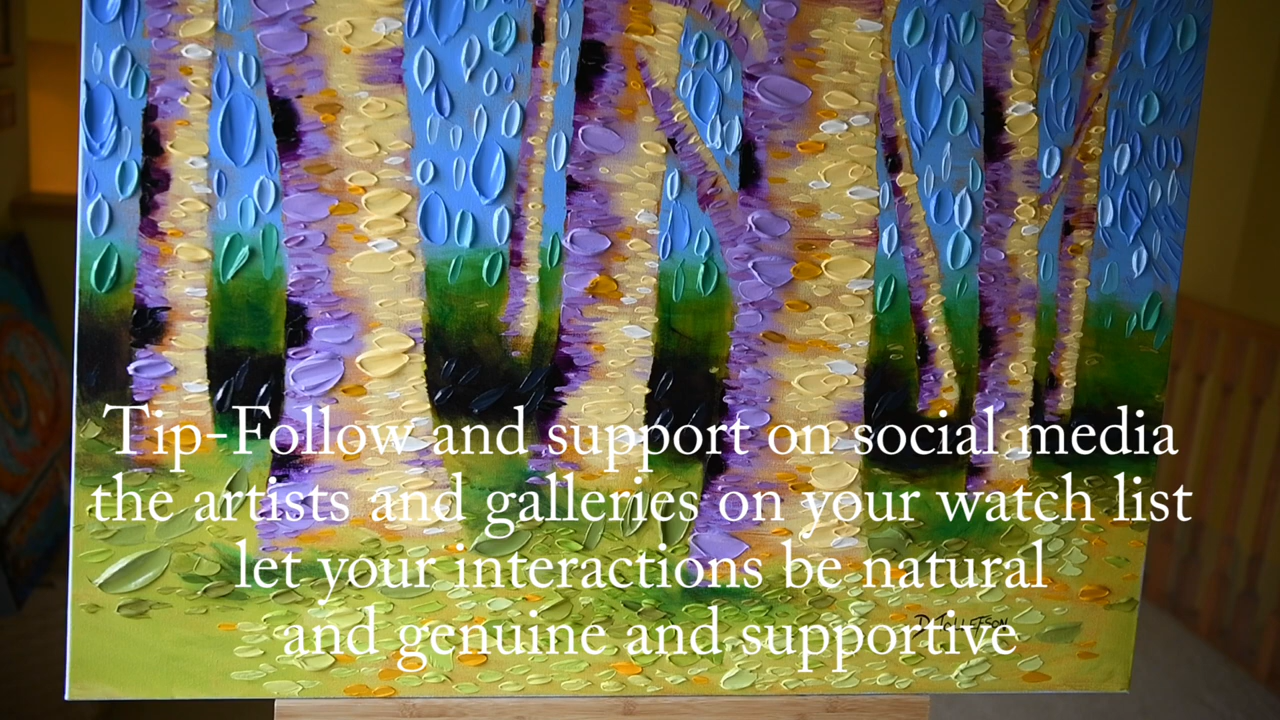 Tip-Follow and support on social media
the artists and galleries on your watch list
let your interactions be natural
D. TOLLEFSON
and genuine and supportive